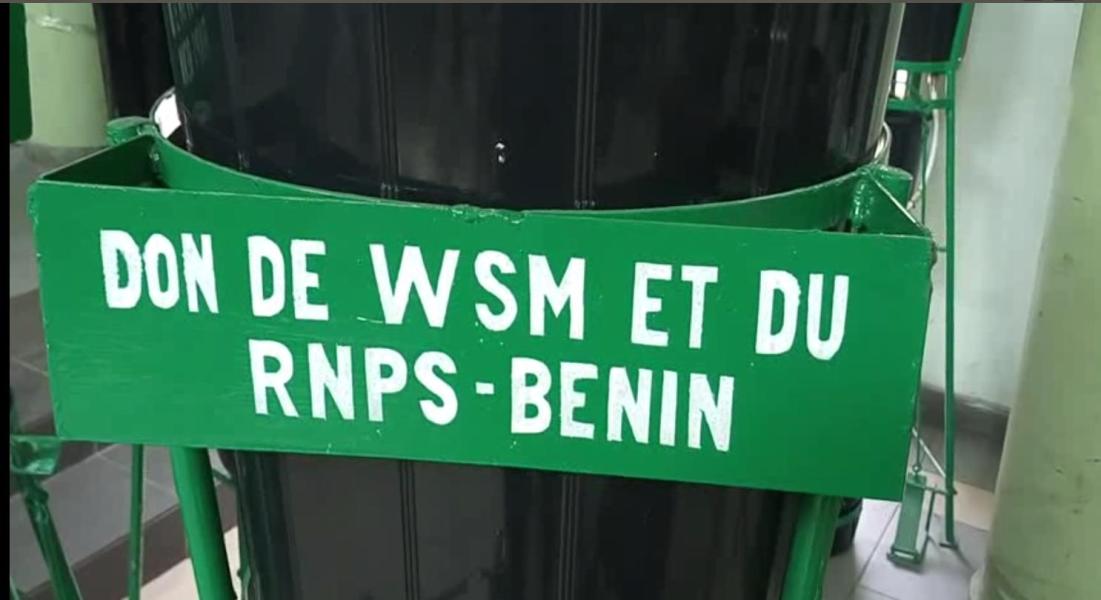 DON DE WSM ET DU
RNPS-BENIN